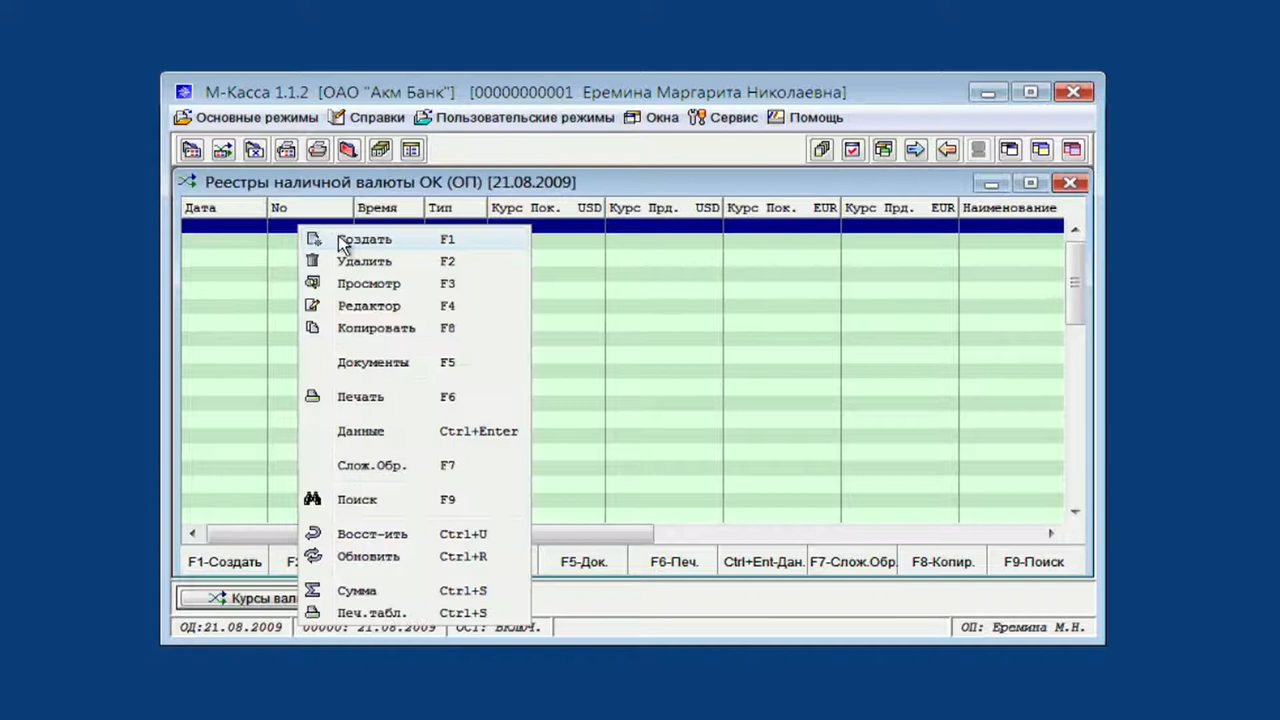 М-Касса 1.1.2 [ОАО "Акм Банк"] [00000000001 Еремина Маргарита Николаевна]
Основные режимы Справки Пользовательские режимы Окна Сервис Помощь
Реестры наличной валюты ОК (ОП) [21.08.2009]
Дата No Время Тип Курс Пок. USD Курс Прд. USD Курс Пок. EUR Курс Прд. EUR Наименование
Создать F1
Удалить F2
Просмотр F3
Редактор F4
Копировать F8
Документы F5
Печать F6
Данные Ctrl+Enter
Слож.Обр. F7
Поиск F9
Восст-ить Ctrl+U
Обновить Ctrl+R
Сумма Ctrl+S
Печ.табл. Ctrl+S
F1-Создать F5-Док. F6-Печ. Ctrl+Ent-Дан. F7-Слож.Обр. F8-Копир. F9-Поиск
Курсы вал
ОД:21.08.2009 00000: 21.08.2009 ОС1: ВКЛЮЧ. ОП: Еремина М.Н.